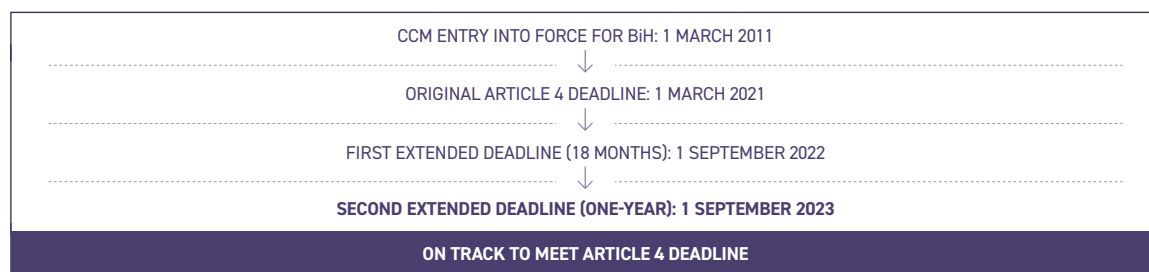 CCM ENTRY INTO FORCE FOR BiH: 1 MARCH 2011
ORIGINAL ARTICLE 4 DEADLINE: 1 MARCH 2021
FIRST EXTENDED DEADLINE (18 MONTHS): 1 SEPTEMBER 2022
SECOND EXTENDED DEADLINE (ONE-YEAR): 1 SEPTEMBER 2023
ON TRACK TO MEET ARTICLE 4 DEADLINE